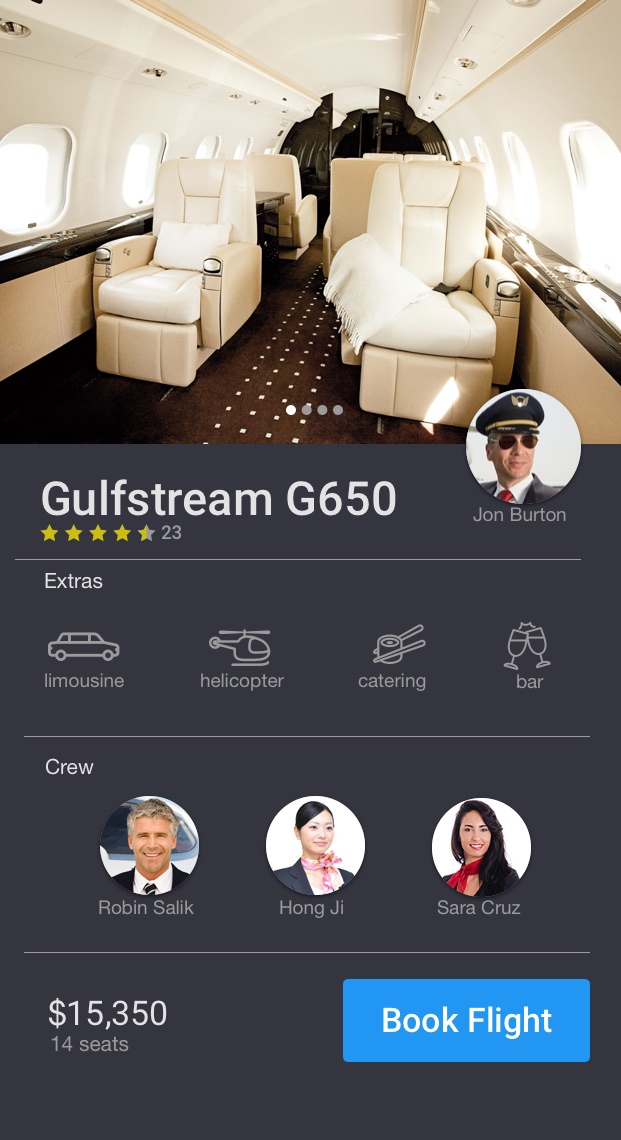 Gulfstream G650
23
Jon Burton
Extras
limousine
helicopter
catering
bar
Crew
Robin Salik
Hong Ji
Sara Cruz
$15,350
14 seats
Book Flight